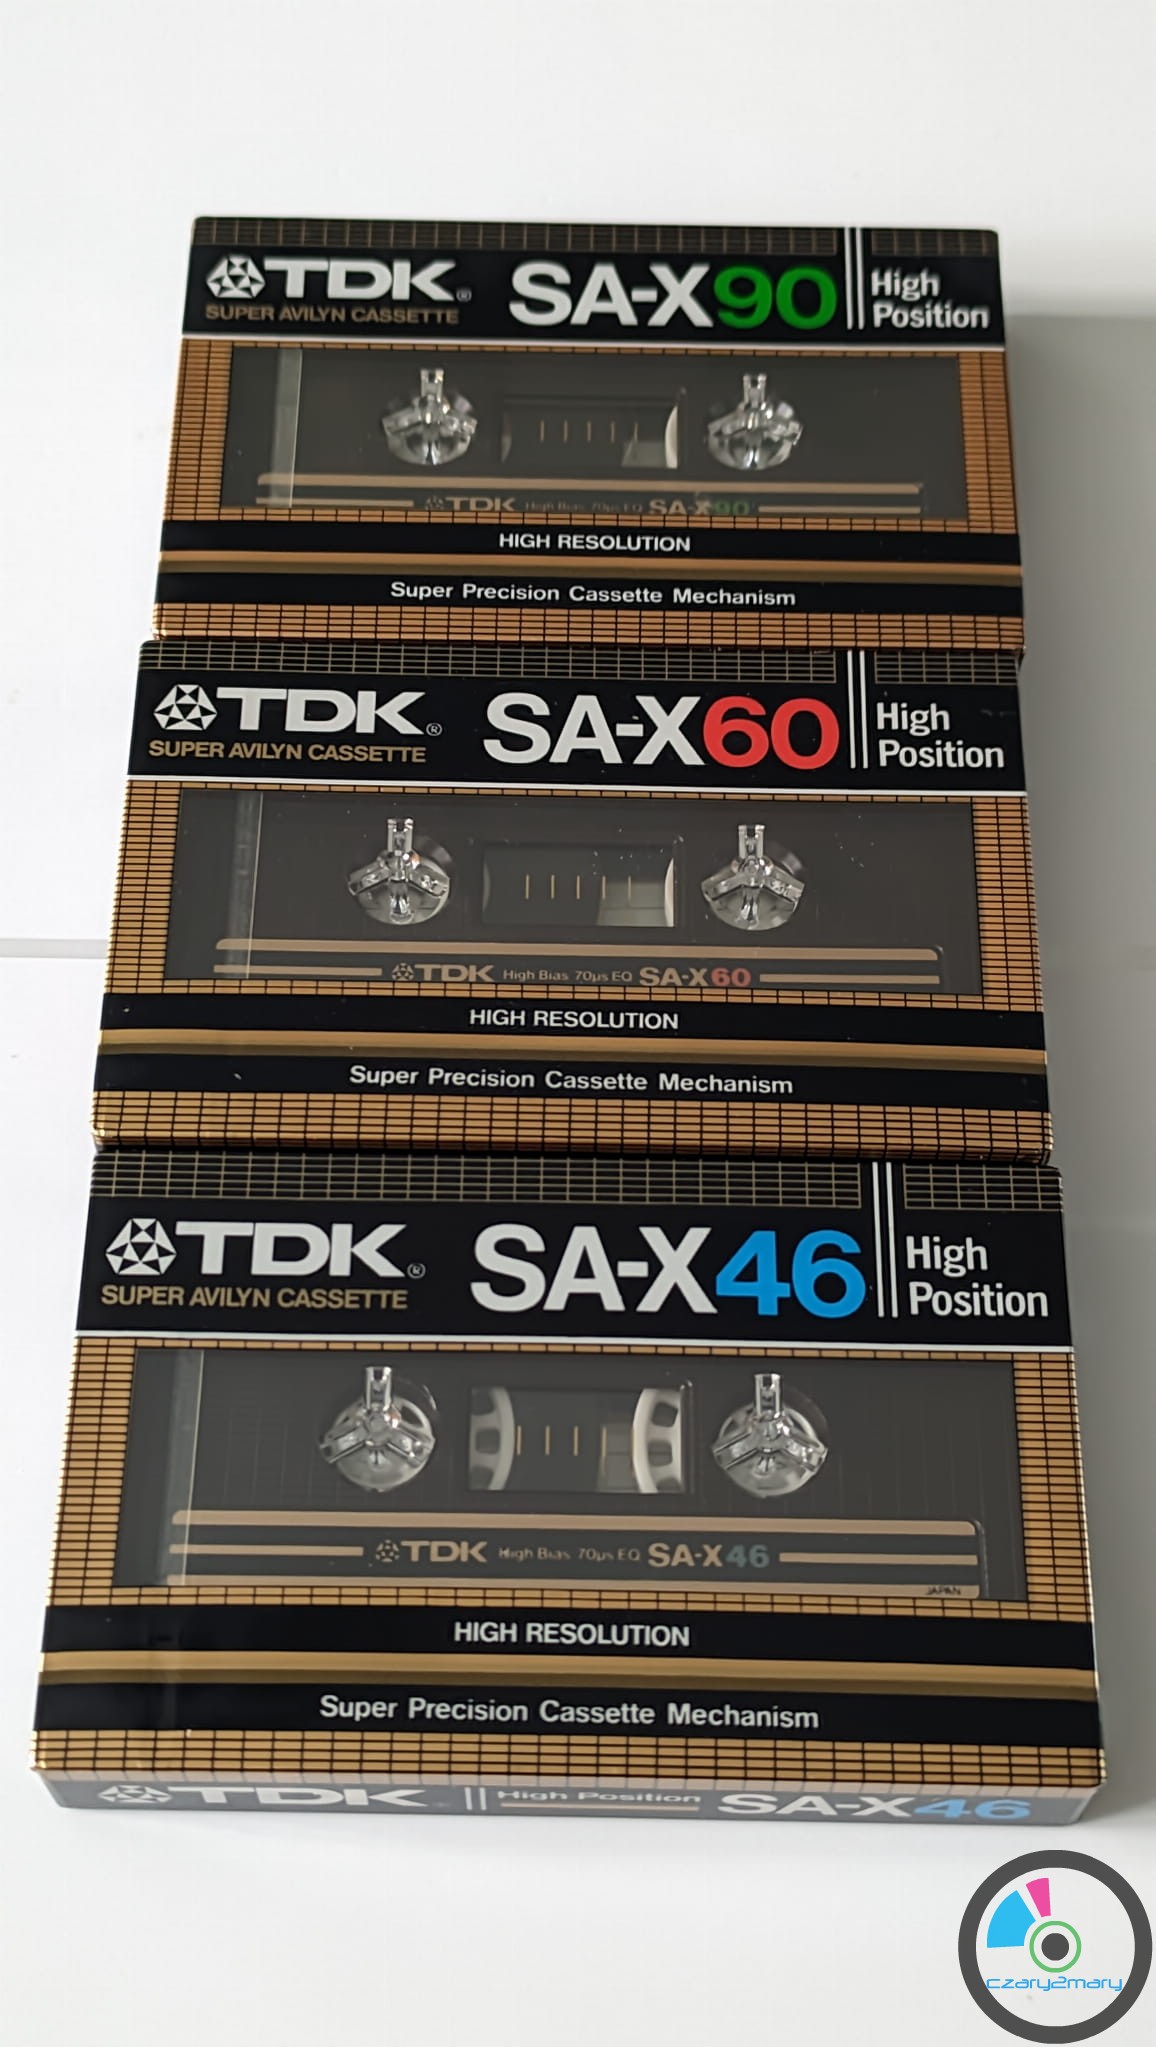 TDK®
SUPER AVILYN CASSETTE
SA-X90
High
Position
TDK High Bias 70µs EQ SA-X90
HIGH RESOLUTION
Super Precision Cassette Mechanism
TDK®
SUPER AVILYN CASSETTE
SA-X60
High
Position
TDK High Bias 70µs EQ SA-X60
HIGH RESOLUTION
Super Precision Cassette Mechanism
TDK®
SUPER AVILYN CASSETTE
SA-X46
High
Position
TDK High Bias 70µs EQ SA-X46
JAPAN
HIGH RESOLUTION
Super Precision Cassette Mechanism
TDK High Position SA-X46
czary2mary